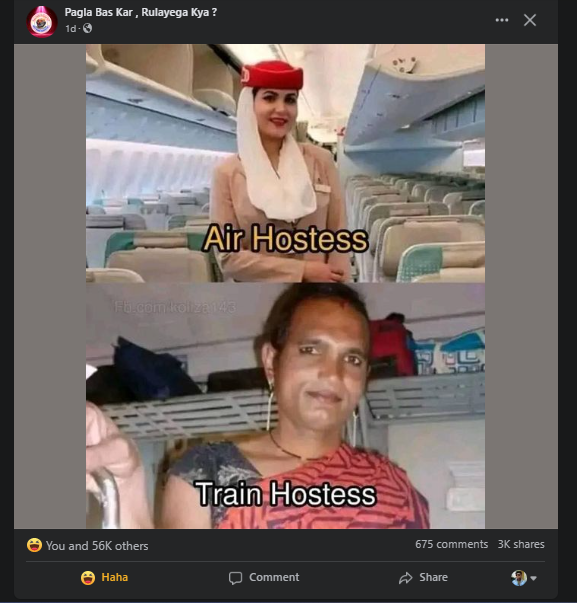 Pagla Bas Kar , Rulayega Kya ?
1d ·
Air Hostess
Train Hostess
You and 56K others
675 comments 3K shares
Haha
Comment
Share